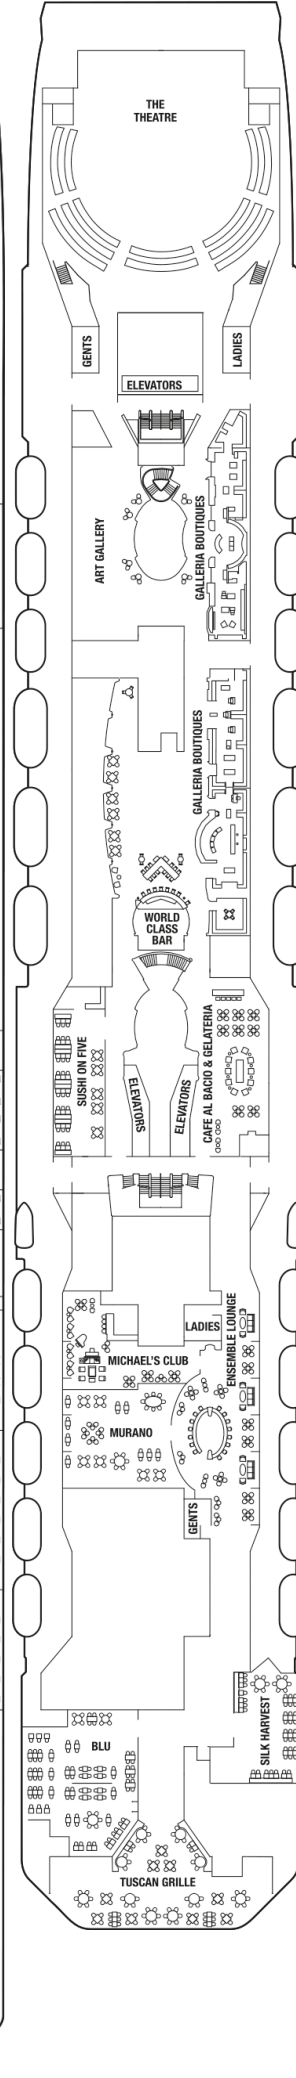 THE
THEATRE
GENTS
LADIES
ELEVATORS
ART GALLERY
GALLERIA BOUTIQUES
GALLERIA BOUTIQUES
WORLD
CLASS
BAR
SUSHI ON FIVE
ELEVATORS
ELEVATORS
CAFE AL BACIO & GELATERIA
LADIES
ENSEMBLE LOUNGE
MICHAEL'S CLUB
MURANO
GENTS
SILK HARVEST
BLU
TUSCAN GRILLE